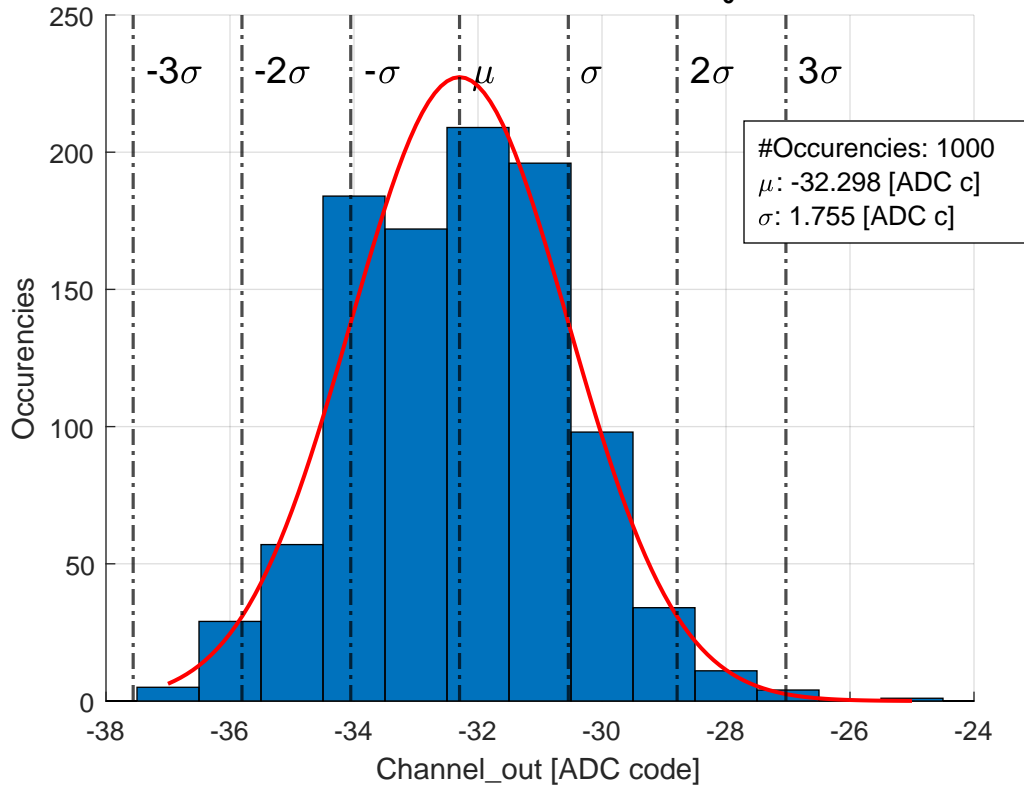 250
-3σ -2σ -σ μ σ 2σ 3σ
#Occurencies: 1000
μ: -32.298 [ADC c]
σ: 1.755 [ADC c]
200
150
100
50
0
Occurencies
-38 -36 -34 -32 -30 -28 -26 -24
Channel_out [ADC code]